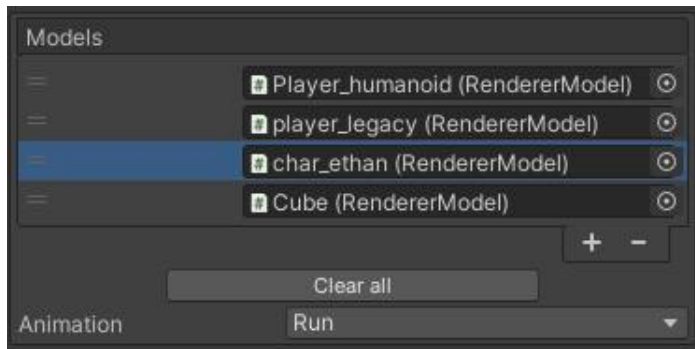 Models
Player_humanoid (RendererModel)
player_legacy (RendererModel)
char_ethan (RendererModel)
Cube (RendererModel)
+ -
Clear all
Animation Run